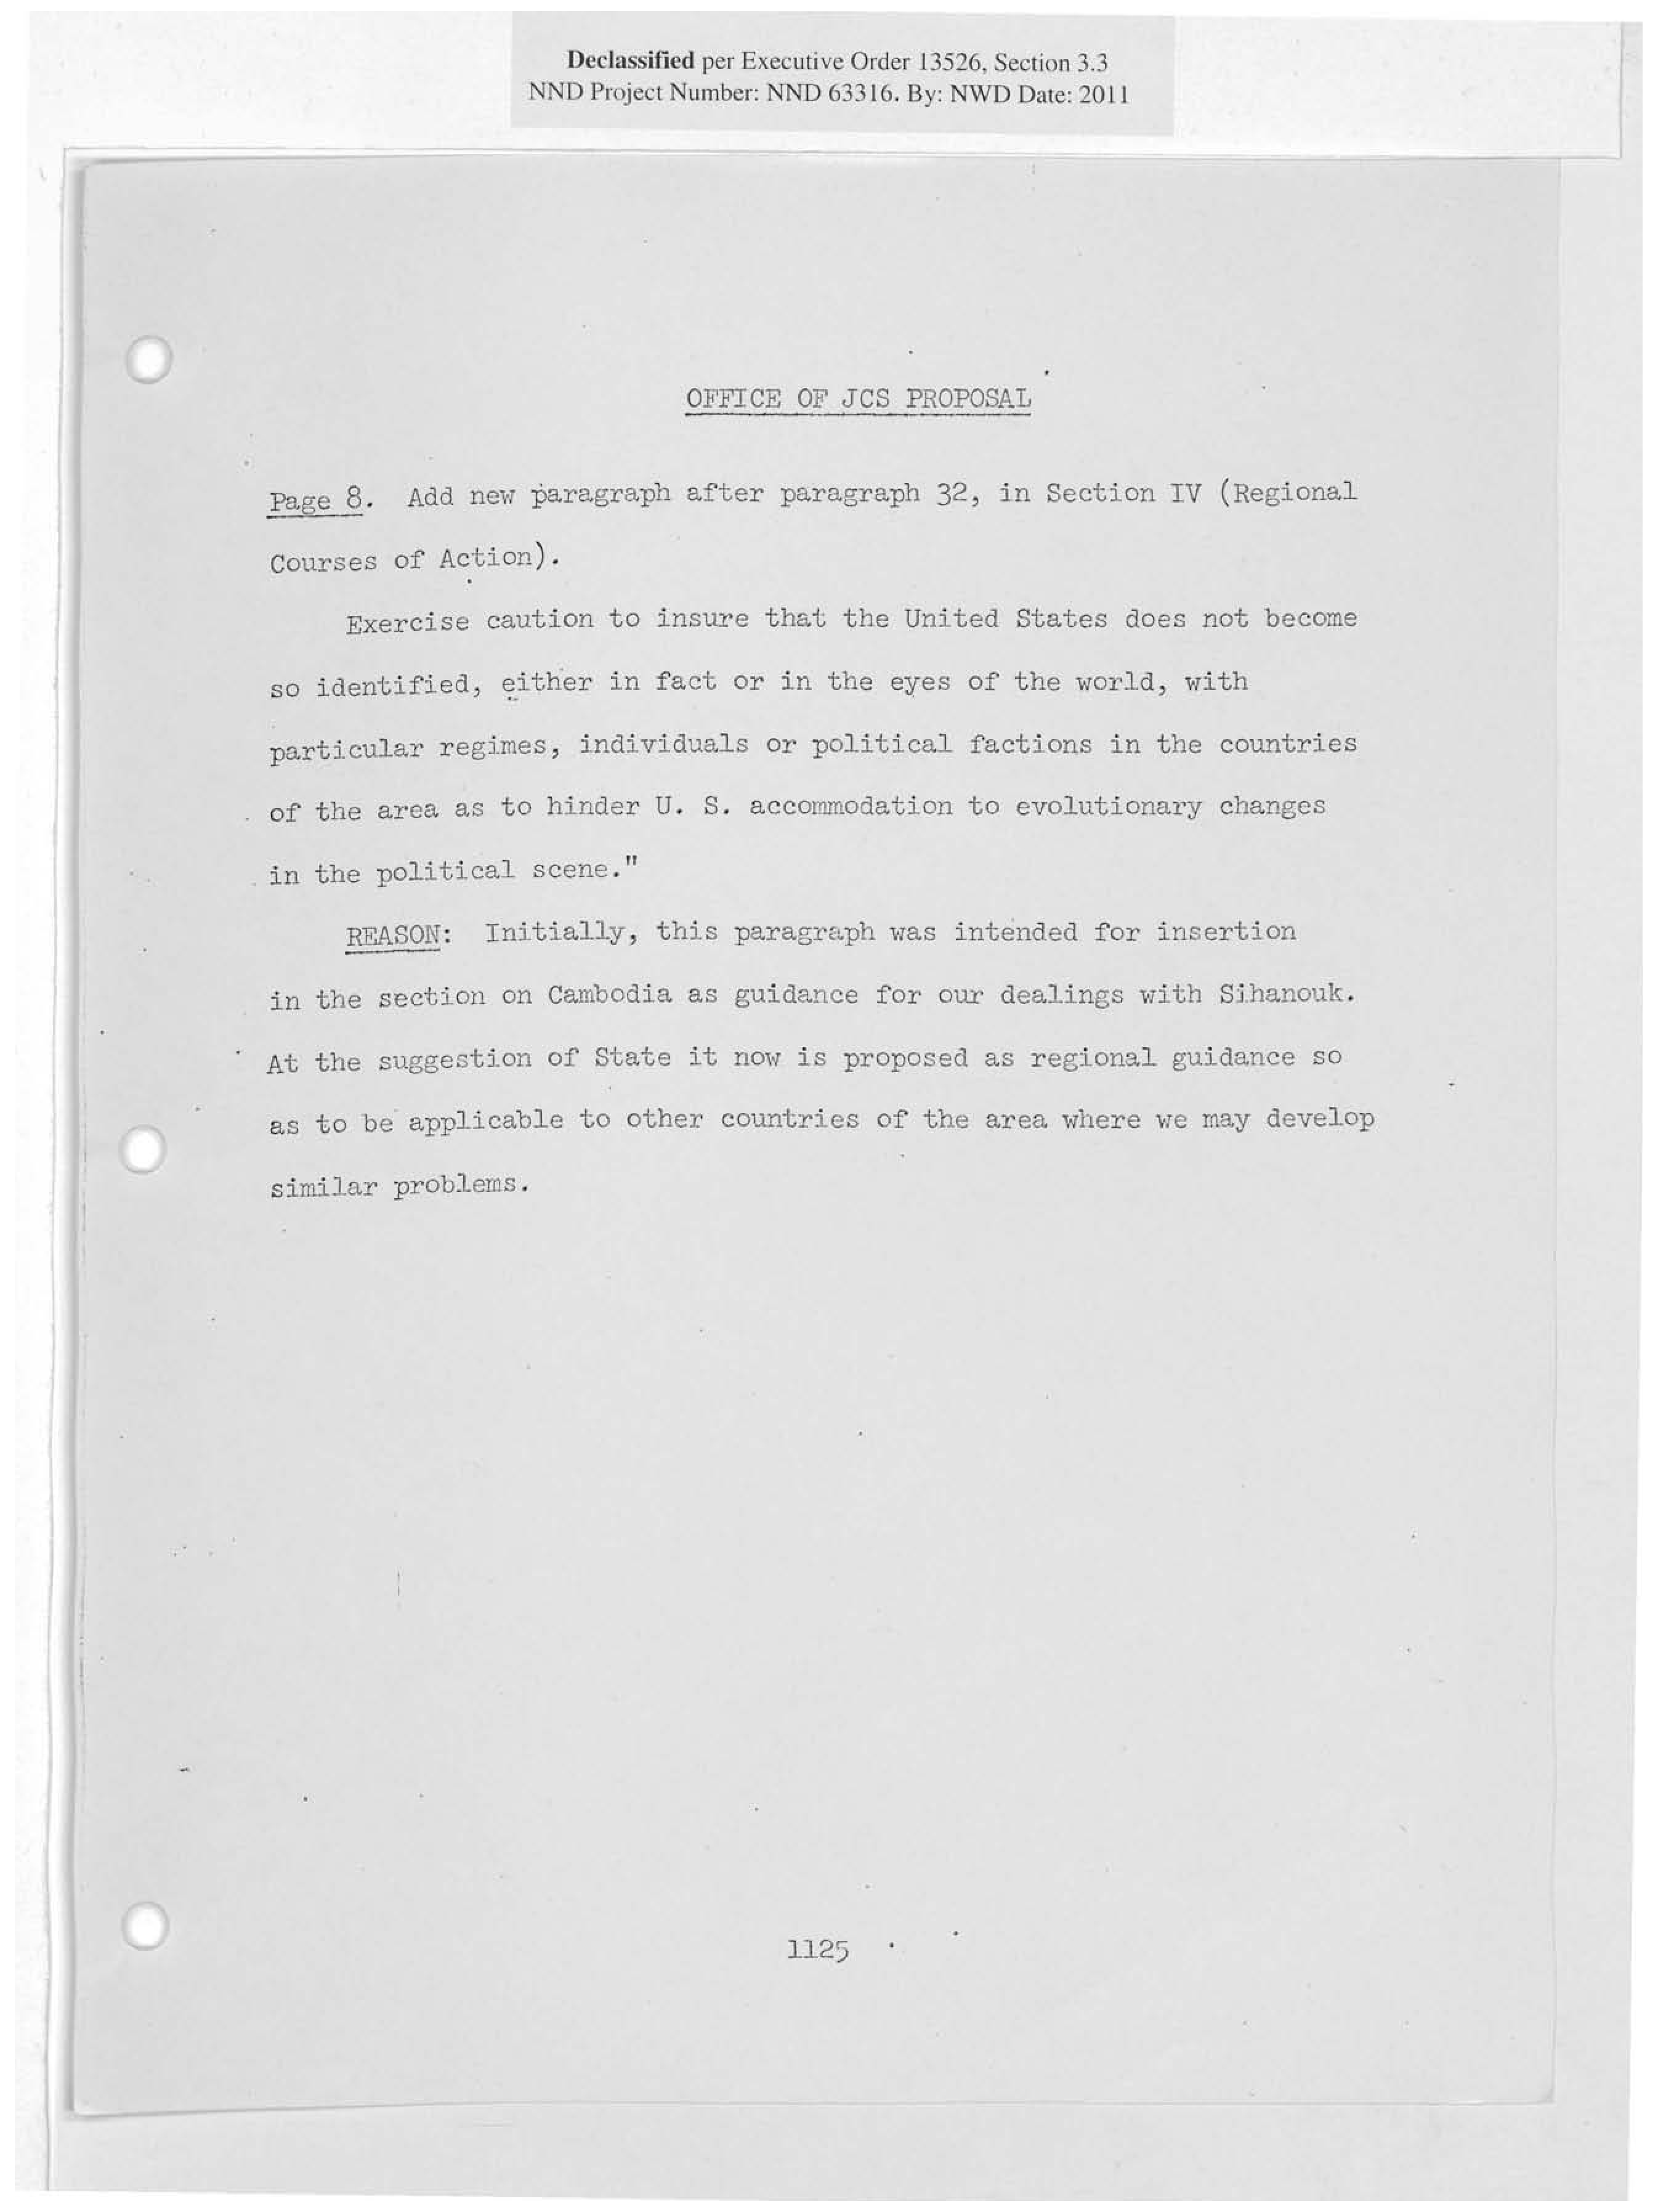 Declassified per Executive Order 13526, Section 3.3
NND Project Number: NND 63316. By: NWD Date: 2011
OFFICE OF JCS PROPOSAL
Page 8. Add new paragraph after paragraph 32, in Section IV (Regional
Courses of Action).
Exercise caution to insure that the United States does not become
so identified, either in fact or in the eyes of the world, with
particular regimes, individuals or political factions in the countries
of the area as to hinder U. S. accommodation to evolutionary changes
in the political scene."
REASON: Initially, this paragraph was intended for insertion
in the section on Cambodia as guidance for our dealings with Sihanouk.
At the suggestion of State it now is proposed as regional guidance so
as to be applicable to other countries of the area where we may develop
similar problems.
1125